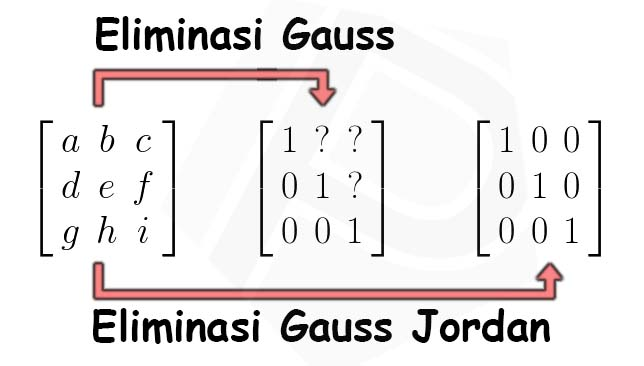 Eliminasi Gauss
a b c 1 ? ? 1 0 0
d e f 0 1 ? 0 1 0
g h i 0 0 1 0 0 1
Eliminasi Gauss Jordan